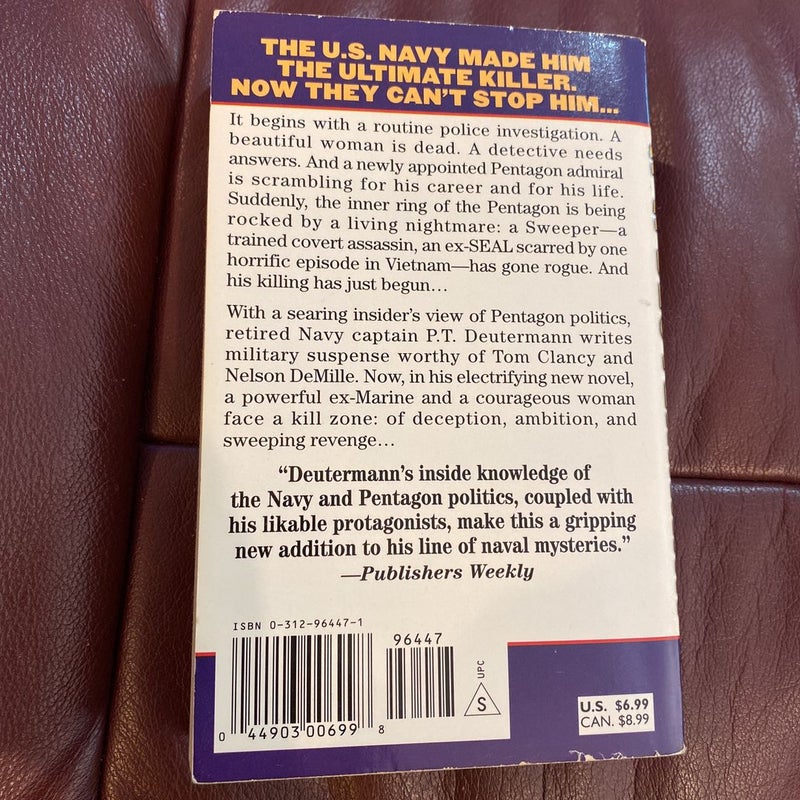 THE U.S. NAVY MADE HIM
THE ULTIMATE KILLER.
NOW THEY CAN'T STOP HIM...
It begins with a routine police investigation. A
beautiful woman is dead. A detective needs
answers. And a newly appointed Pentagon admiral
is scrambling for his career and for his life.
Suddenly, the inner ring of the Pentagon is being
rocked by a living nightmare: a Sweeper—a
trained covert assassin, an ex-SEAL scarred by one
horrific episode in Vietnam—has gone rogue. And
his killing has just begun...
With a searing insider's view of Pentagon politics,
retired Navy captain P.T. Deutermann writes
military suspense worthy of Tom Clancy and
Nelson DeMille. Now, in his electrifying new novel,
a powerful ex-Marine and a courageous woman
face a kill zone: of deception, ambition, and
sweeping revenge...
“Deutermann's inside knowledge of
the Navy and Pentagon politics, coupled with
his likable protagonists, make this a gripping
new addition to his line of naval mysteries.”
—Publishers Weekly
ISBN 0-312-96447-1
96447
UPC
S
0 44903 00699 8
U.S. $6.99
CAN. $8.99